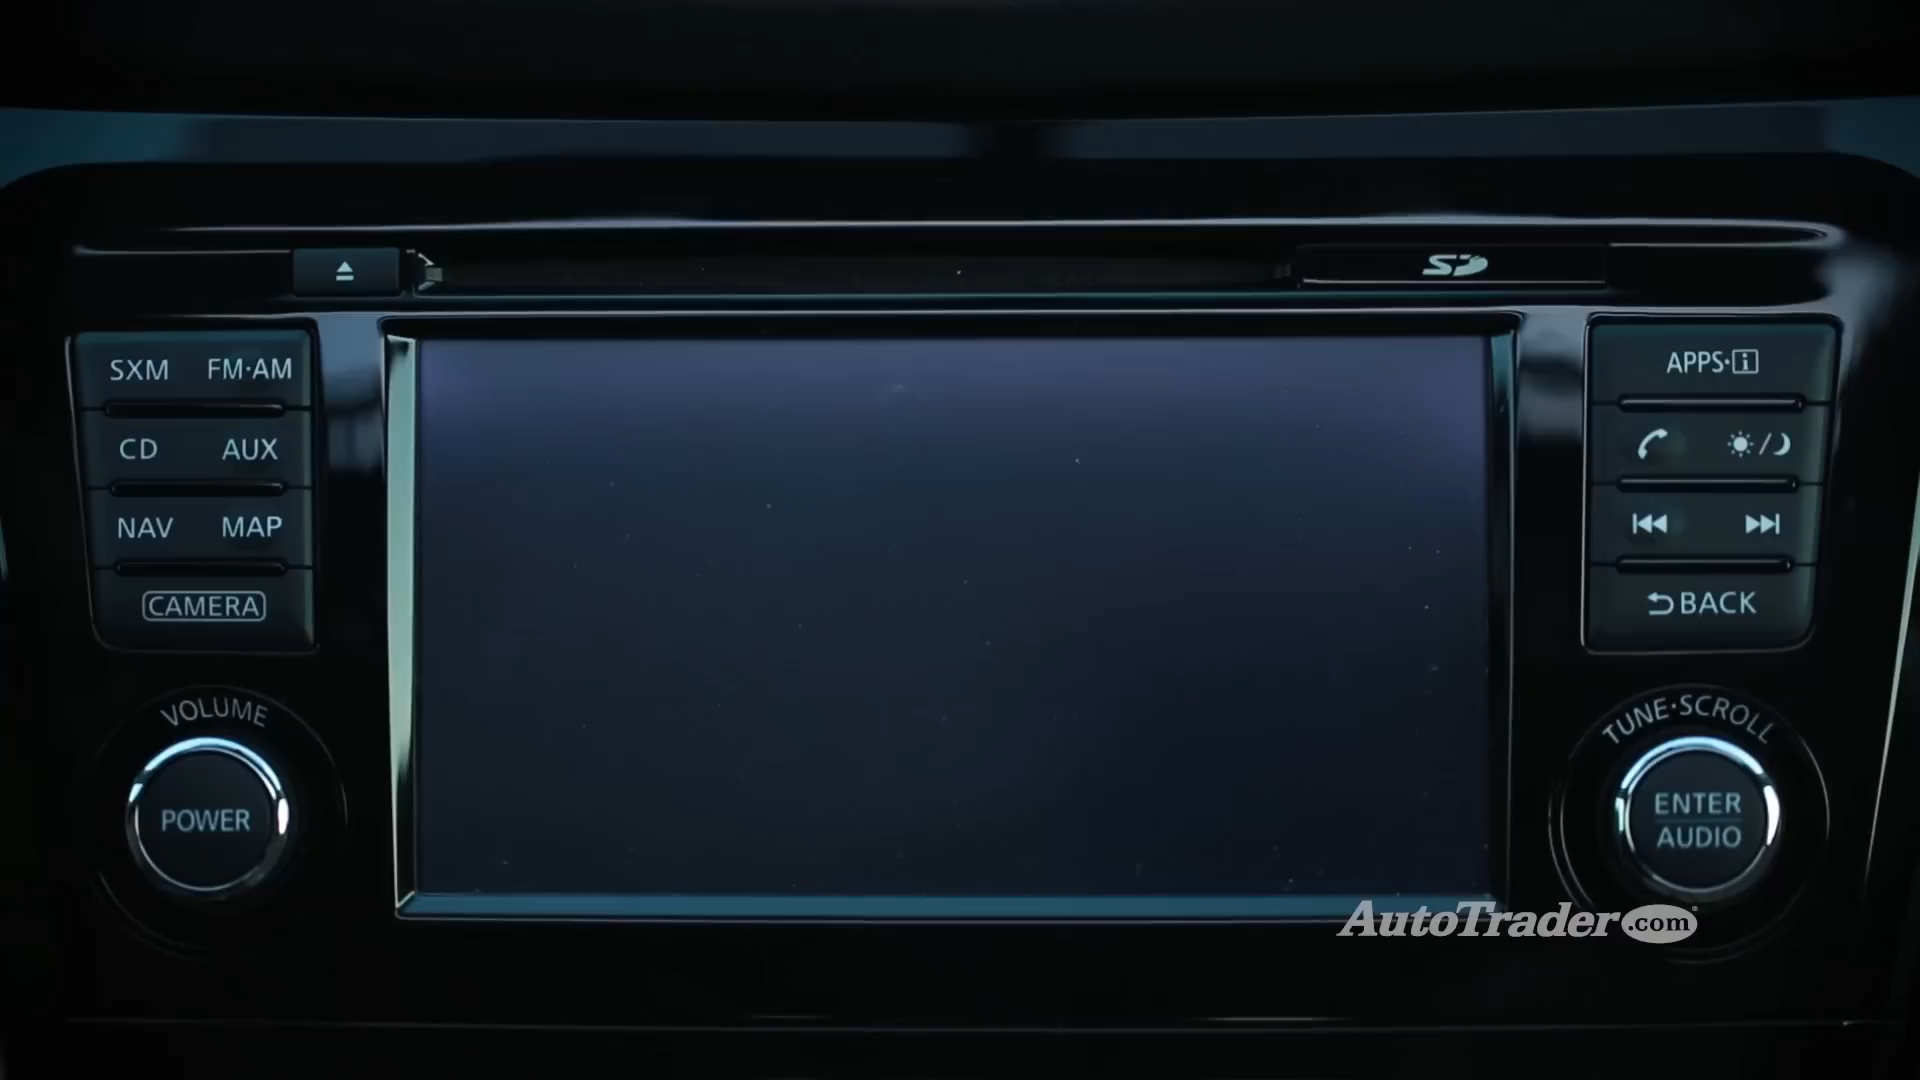 SD
SXM FM·AM
CD AUX
NAV MAP
CAMERA
VOLUME
POWER
APPS·i
BACK
TUNE·SCROLL
ENTER
AUDIO
AutoTrader.com